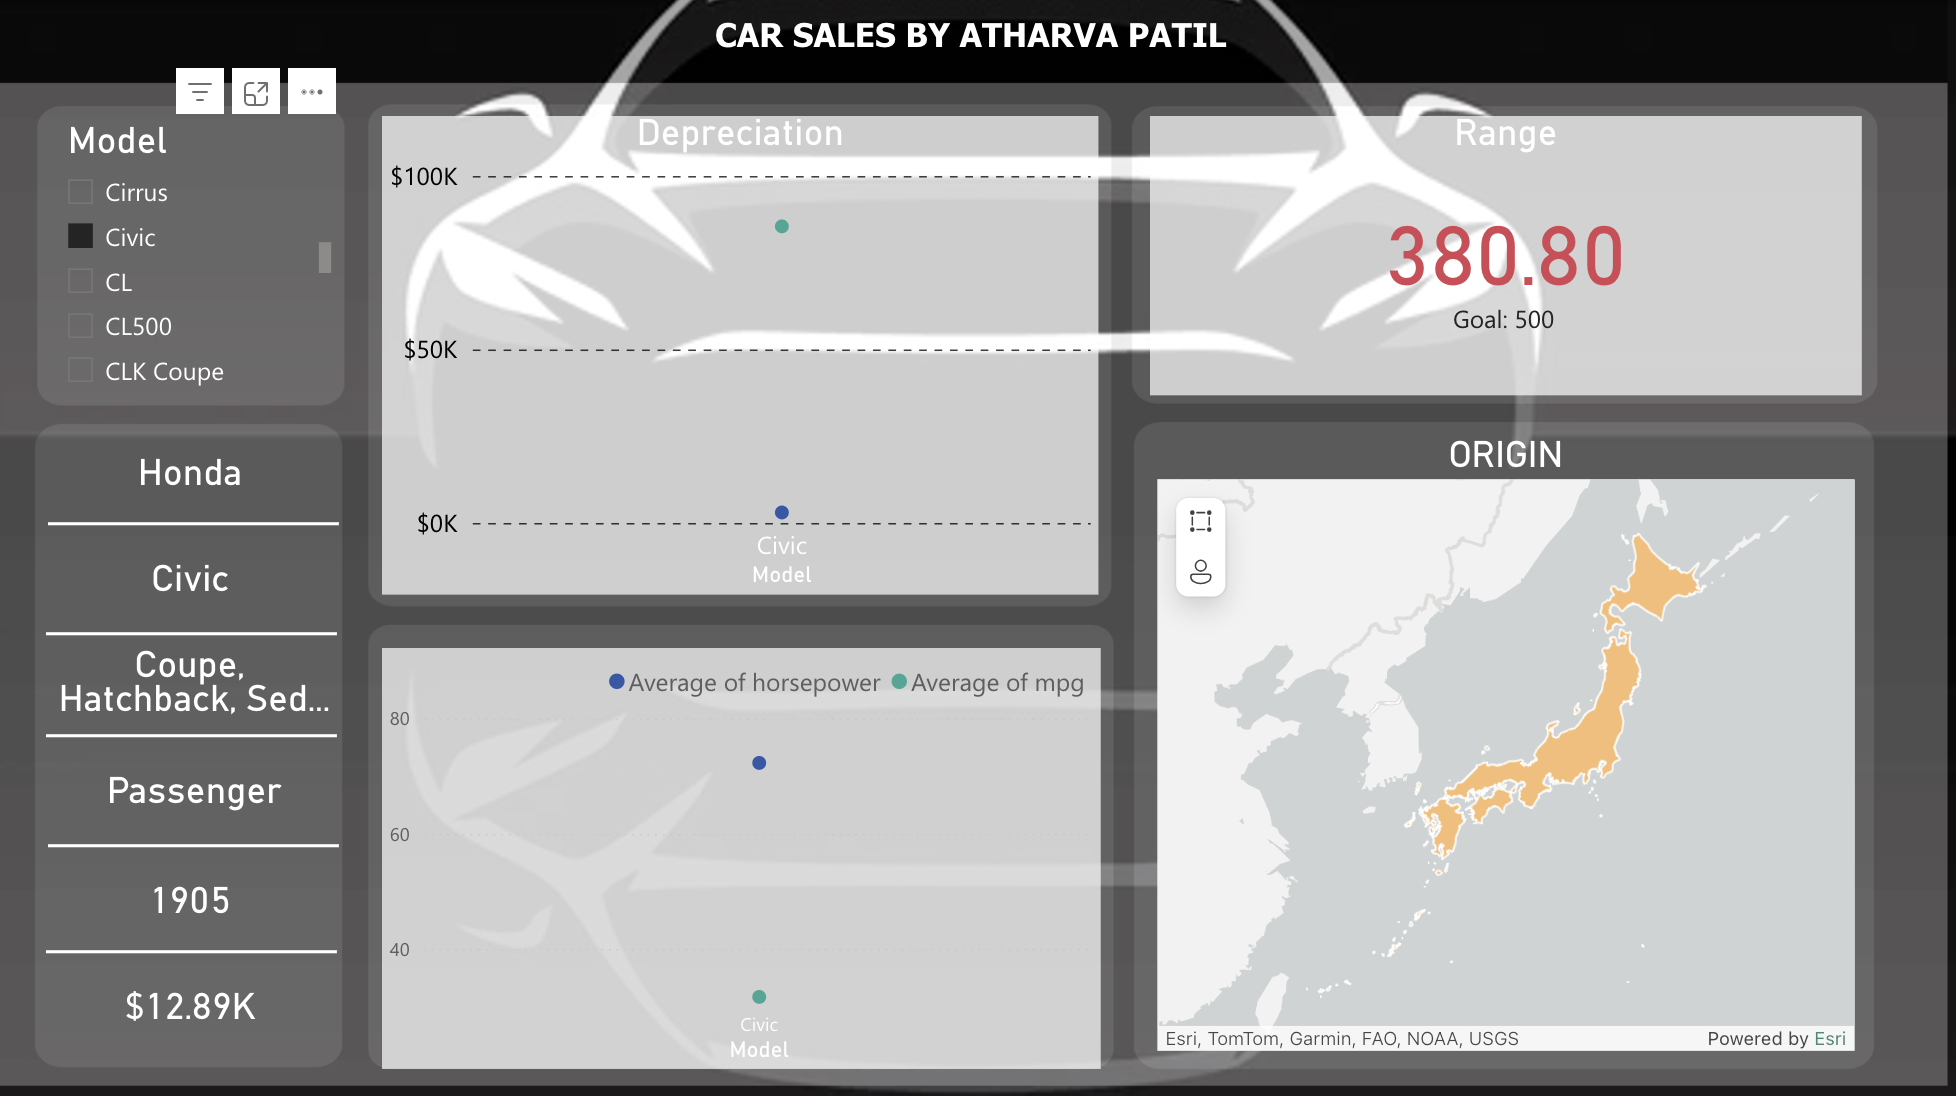 CAR SALES BY ATHARVA PATIL
Model
Cirrus
Civic
CL
CL500
CLK Coupe
Honda
Civic
Coupe,
Hatchback, Sed...
Passenger
1905
$12.89K
Depreciation
$100K
$50K
$0K
Civic
Model
Average of horsepower Average of mpg
80
60
40
Civic
Model
Range
380.80
Goal: 500
ORIGIN
Esri, TomTom, Garmin, FAO, NOAA, USGS Powered by Esri